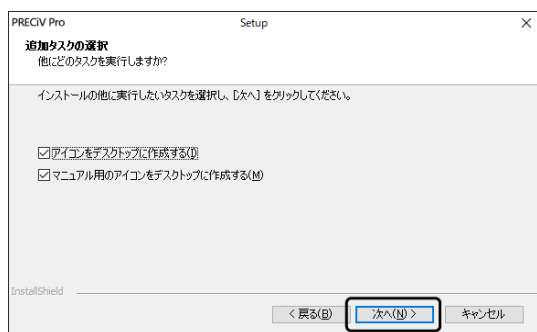 PRECiV Pro Setup
追加タスクの選択
他にどのタスクを実行しますか?
インストールの他に実行したいタスクを選択し、[次へ] をクリックしてください。
アイコンをデスクトップに作成する(I)
マニュアル用のアイコンをデスクトップに作成する(M)
InstallShield
< 戻る(B) 次へ(N) > キャンセル